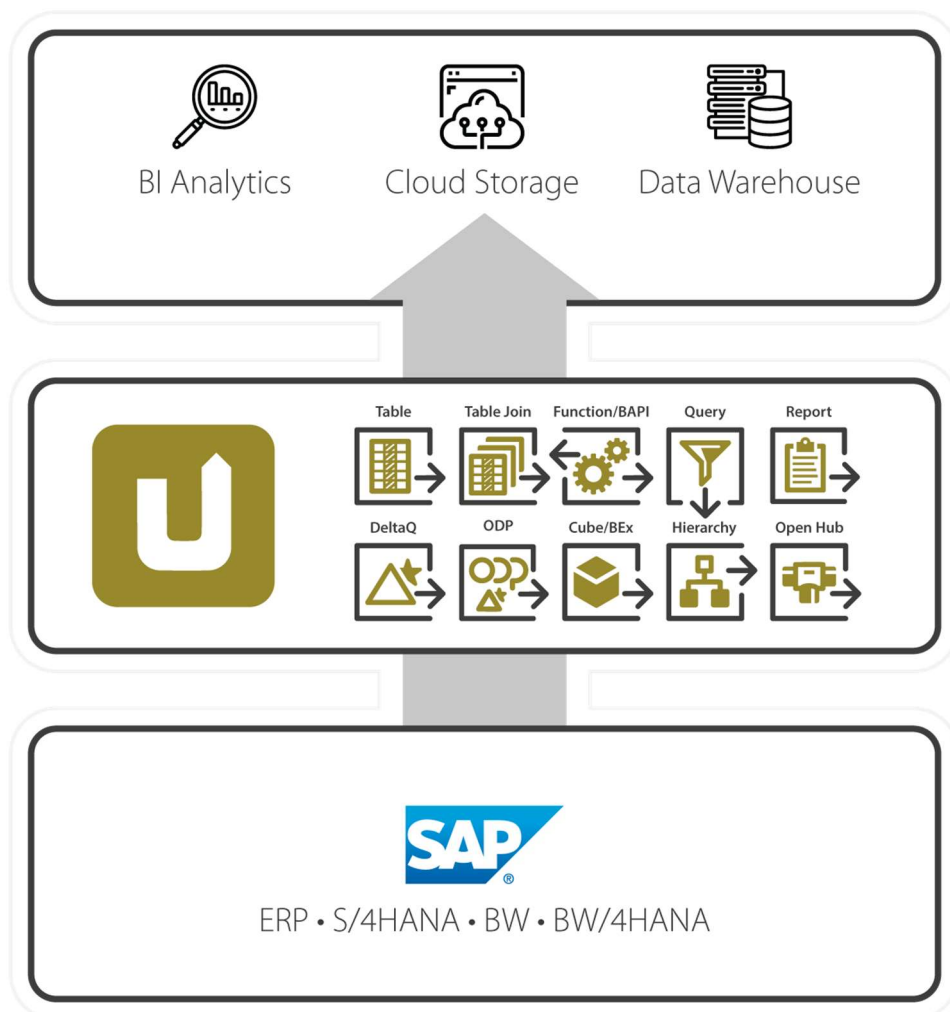 BI Analytics
Cloud Storage
Data Warehouse
Table
Table Join
Function/BAPI
Query
Report
DeltaQ
ODP
Cube/BEx
Hierarchy
Open Hub
ODP
U
SAP
®
ERP • S/4HANA • BW • BW/4HANA